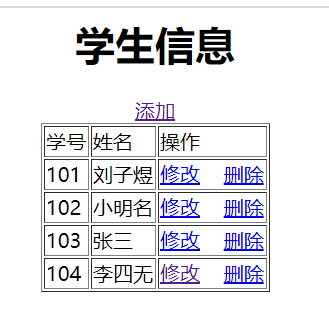 学生信息
添加
学号 姓名 操作
101 刘子煜 修改 删除
102 小明名 修改 删除
103 张三 修改 删除
104 李四无 修改 删除